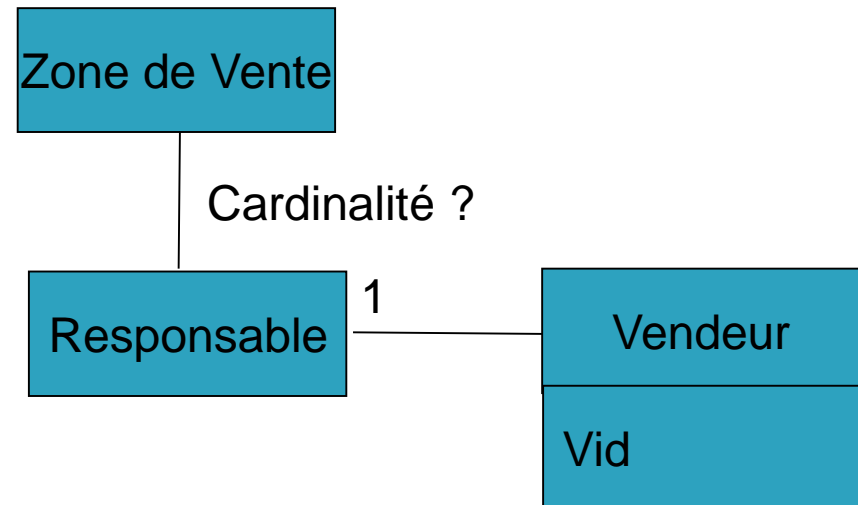 Zone de Vente
Cardinalité ?
Responsable
1
Vendeur
Vid